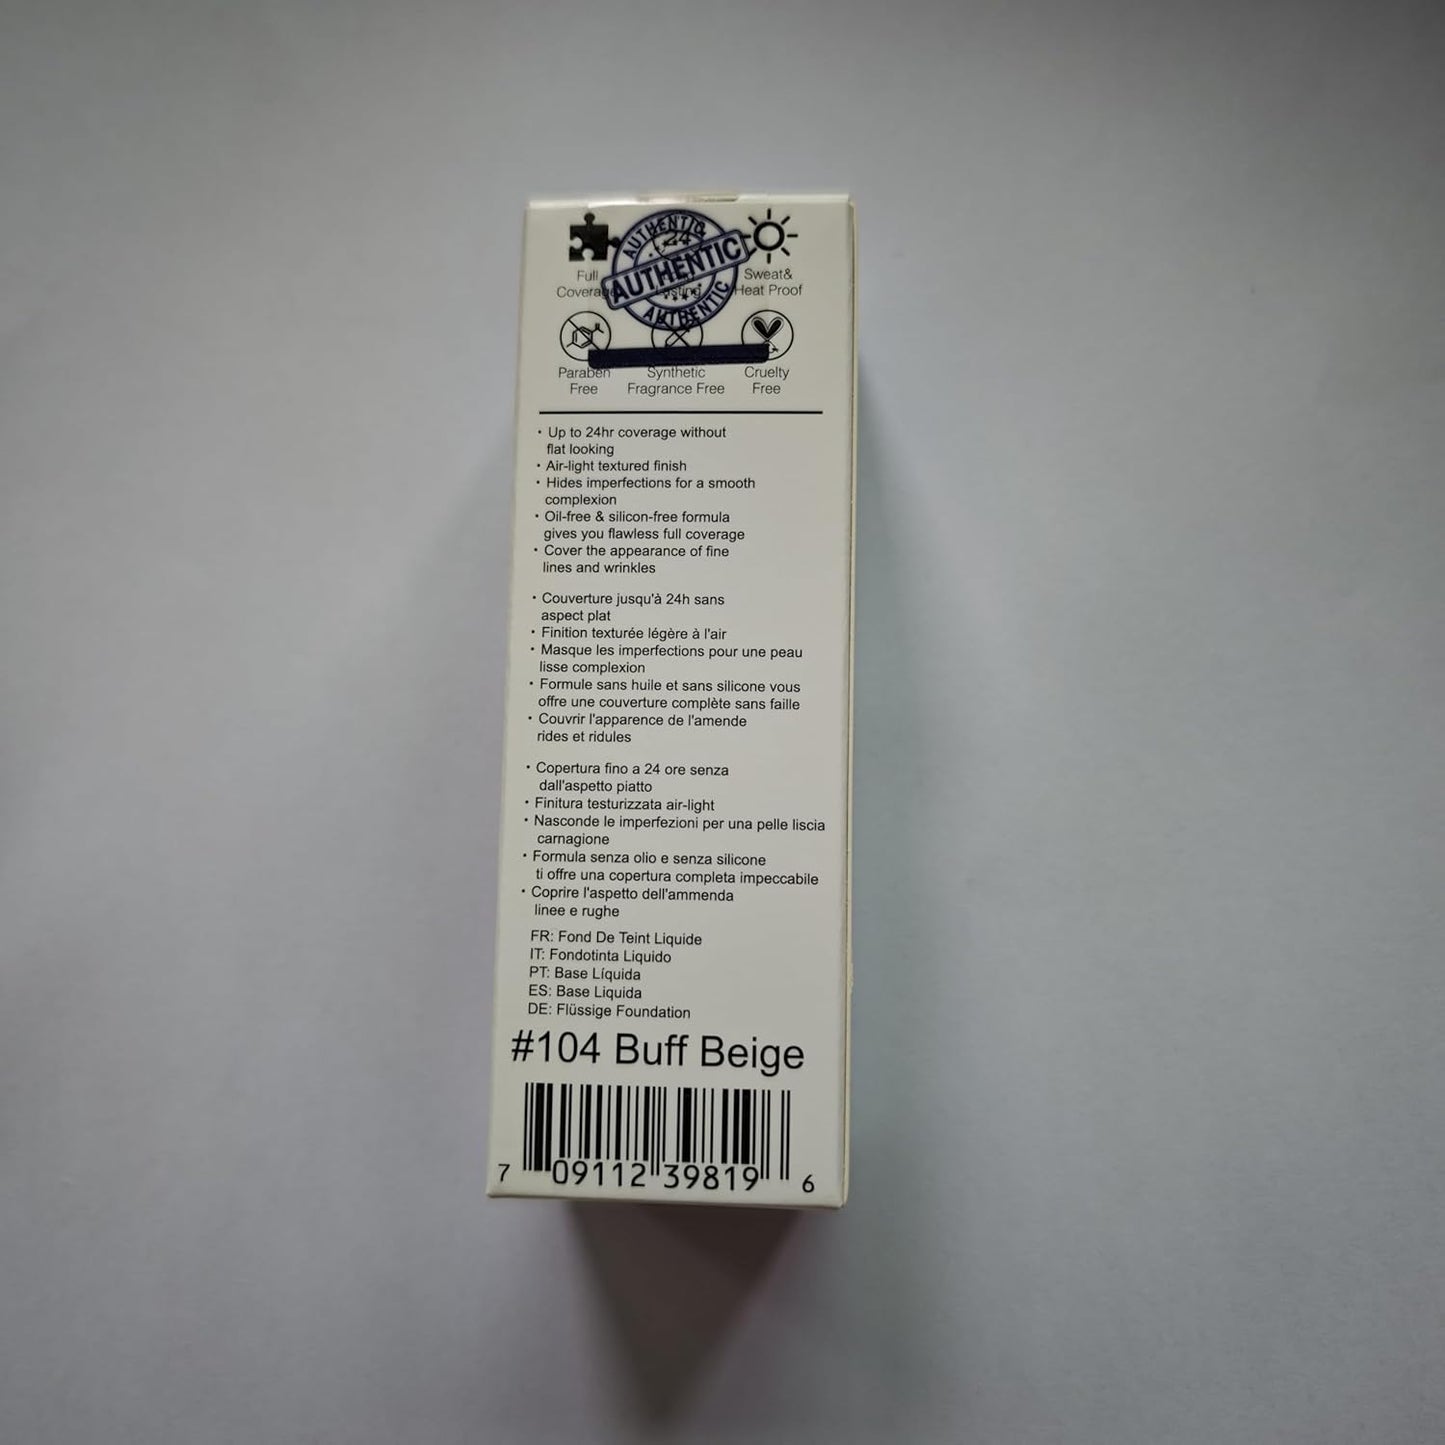 AUTHENTIC
24
AUTHENTIC
AUTHENTIC
Full
Coverage
Lasting
Sweat&
Heat Proof
Paraben
Free
Synthetic
Fragrance Free
Cruelty
Free
• Up to 24hr coverage without
flat looking
• Air-light textured finish
• Hides imperfections for a smooth
complexion
• Oil-free & silicon-free formula
gives you flawless full coverage
• Cover the appearance of fine
lines and wrinkles
• Couverture jusqu'à 24h sans
aspect plat
• Finition texturée légère à l'air
• Masque les imperfections pour une peau
lisse complexion
• Formule sans huile et sans silicone vous
offre une couverture complète sans faille
• Couvrir l'apparence de l'amende
rides et ridules
• Copertura fino a 24 ore senza
dall'aspetto piatto
• Finitura testurizzata air-light
• Nasconde le imperfezioni per una pelle liscia
carnagione
• Formula senza olio e senza silicone
ti offre una copertura completa impeccabile
• Coprire l'aspetto dell'ammenda
linee e rughe
FR: Fond De Teint Liquide
IT: Fondotinta Liquido
PT: Base Líquida
ES: Base Liquida
DE: Flüssige Foundation
#104 Buff Beige
7 09112 39819 6